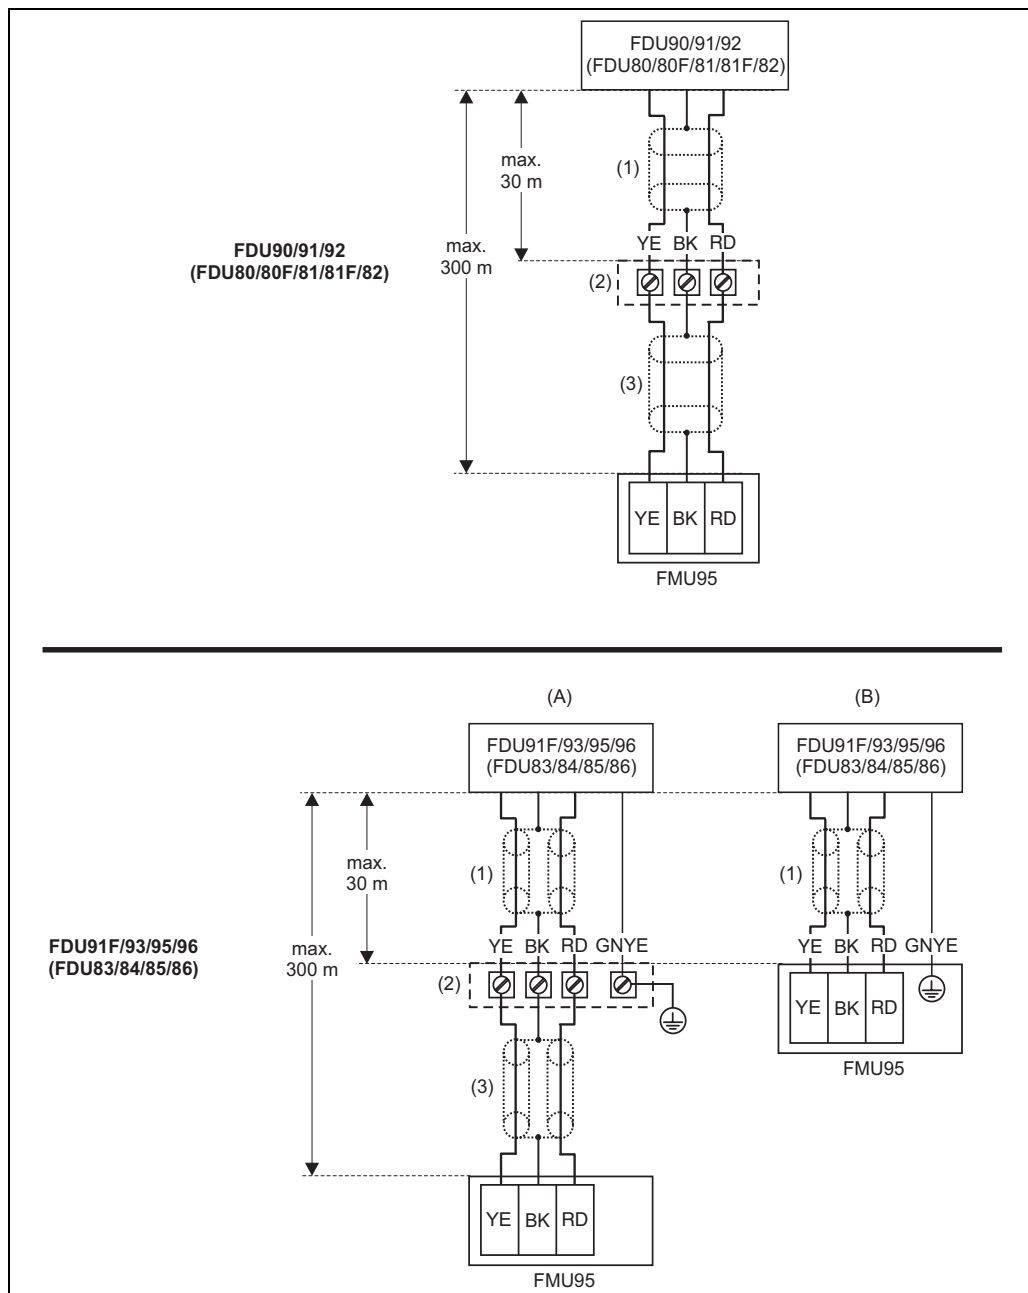 FDU90/91/92
(FDU80/80F/81/81F/82)
max.
30 m
(1)
max.
300 m
FDU90/91/92
(FDU80/80F/81/81F/82)
YE BK RD
(2)
(3)
YE BK RD
FMU95
(A)
(B)
FDU91F/93/95/96
(FDU83/84/85/86)
FDU91F/93/95/96
(FDU83/84/85/86)
max.
30 m
(1)
(1)
max.
300 m
FDU91F/93/95/96
(FDU83/84/85/86)
YE BK RD GNYE
YE BK RD GNYE
(2)
YE BK RD
FMU95
(3)
YE BK RD
FMU95